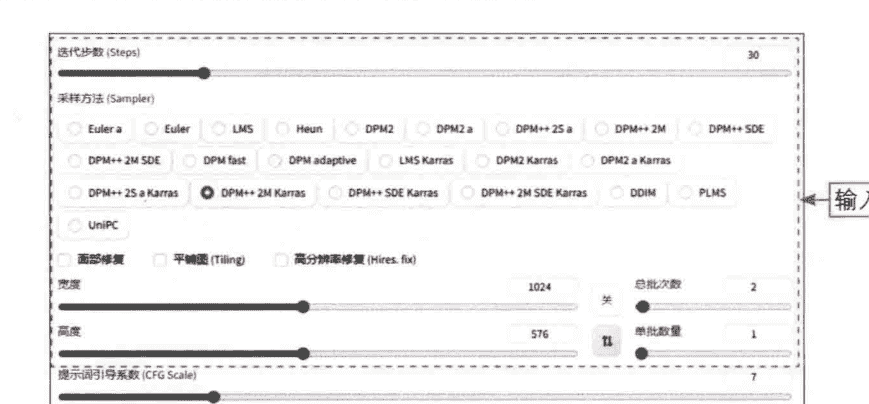 迭代步数 (Steps) 30
采样方法 (Sampler)
Euler a Euler LMS Heun DPM2 DPM2 a DPM++ 2S a DPM++ 2M DPM++ SDE
DPM++ 2M SDE DPM fast DPM adaptive LMS Karras DPM2 Karras DPM2 a Karras
DPM++ 2S a Karras DPM++ 2M Karras DPM++ SDE Karras DPM++ 2M SDE Karras DDIM PLMS
输入
UniPC
面部修复 平铺图 (Tiling) 高分辨率修复 (Hires. fix)
宽度 1024 关 总批次数 2
高度 576 ⇅ 单批数量 1
提示词引导系数 (CFG Scale) 7